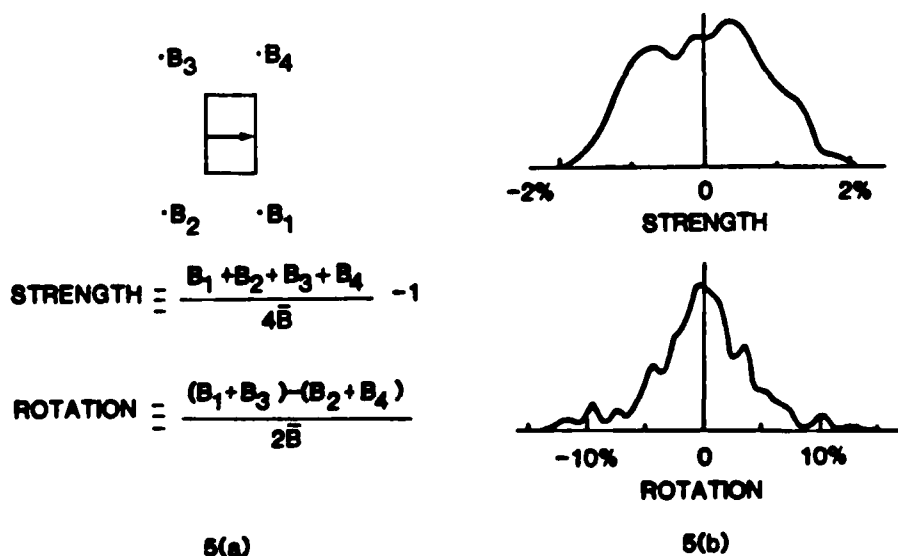 ·B3 ·B4
·B2 ·B1
STRENGTH ≡ B1 +B2 + B3 + B4 / 4B̄ -1
ROTATION ≡ (B1+B3)-(B2+B4) / 2B̄
5(a)
-2% 0 2%
STRENGTH
-10% 0 10%
ROTATION
5(b)